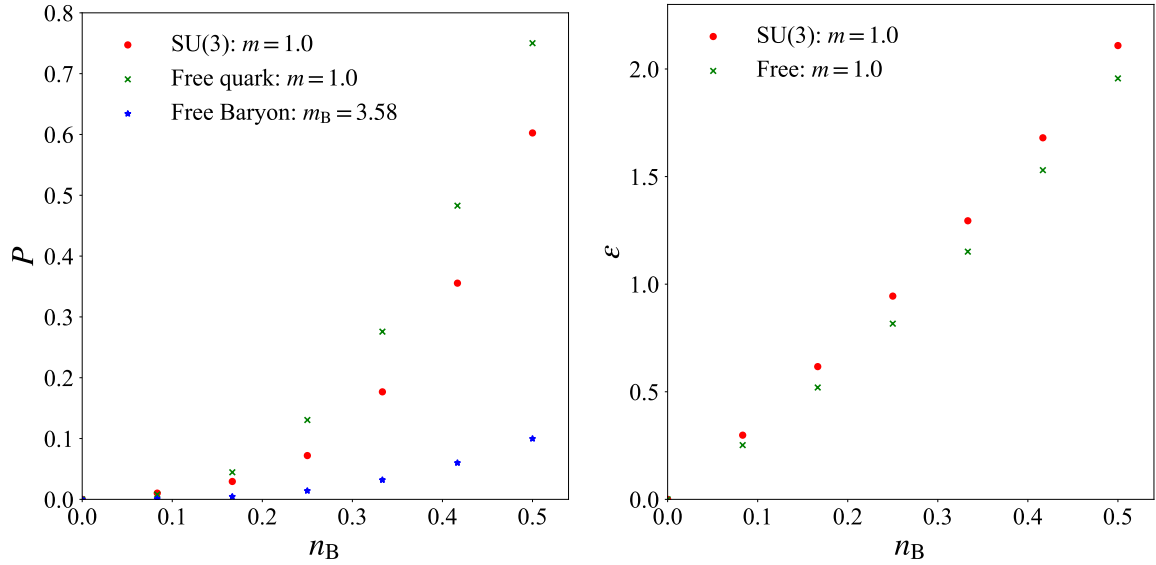 0.8
0.7
0.6
0.5
0.4
0.3
0.2
0.1
0.0
P
SU(3): m = 1.0
Free quark: m = 1.0
Free Baryon: m_B = 3.58
0.0 0.1 0.2 0.3 0.4 0.5
n_B
2.0
1.5
1.0
0.5
0.0
ε
SU(3): m = 1.0
Free: m = 1.0
0.0 0.1 0.2 0.3 0.4 0.5
n_B